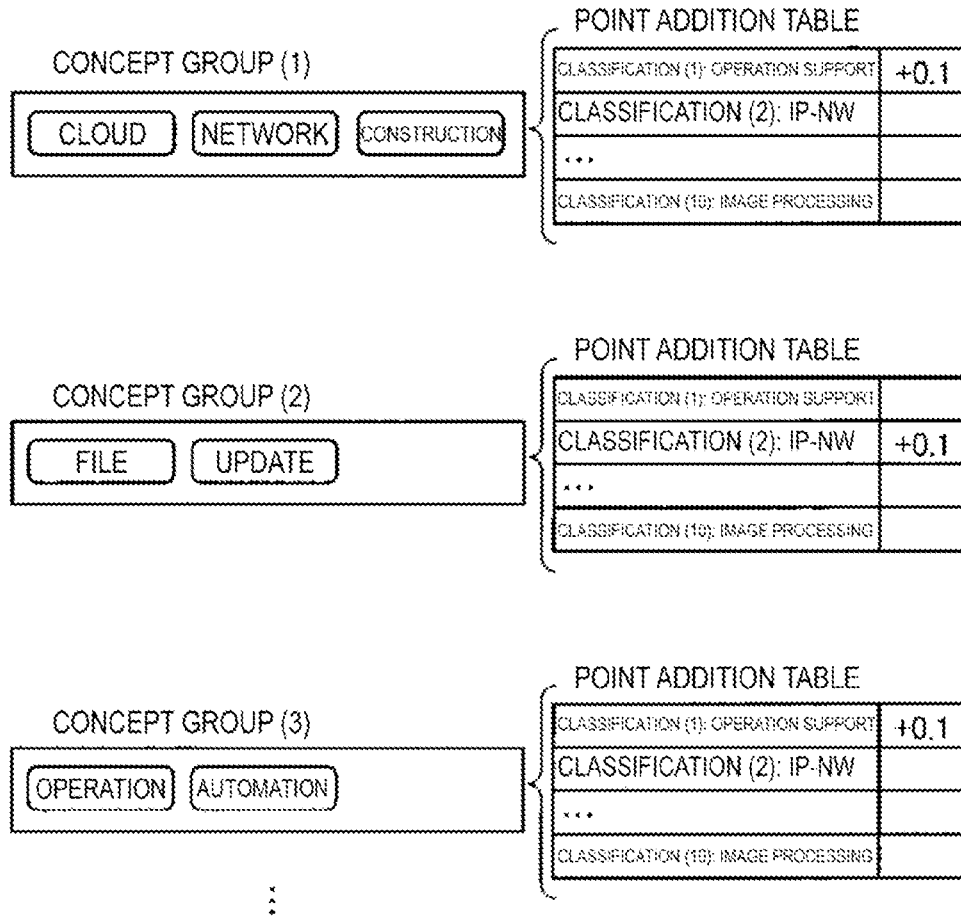 CONCEPT GROUP (1)
CLOUD NETWORK CONSTRUCTION
POINT ADDITION TABLE
CLASSIFICATION (1): OPERATION SUPPORT +0.1
CLASSIFICATION (2): IP-NW
...
CLASSIFICATION (10): IMAGE PROCESSING
CONCEPT GROUP (2)
FILE UPDATE
POINT ADDITION TABLE
CLASSIFICATION (1): OPERATION SUPPORT
CLASSIFICATION (2): IP-NW +0.1
...
CLASSIFICATION (10): IMAGE PROCESSING
CONCEPT GROUP (3)
OPERATION AUTOMATION
POINT ADDITION TABLE
CLASSIFICATION (1): OPERATION SUPPORT +0.1
CLASSIFICATION (2): IP-NW
...
CLASSIFICATION (10): IMAGE PROCESSING